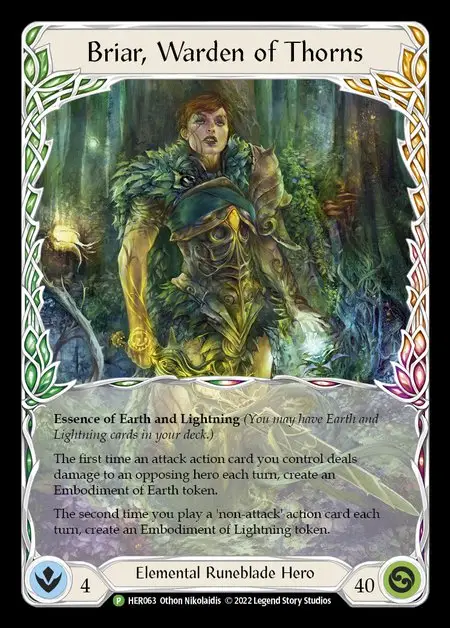 Briar, Warden of Thorns
Essence of Earth and Lightning (You may have Earth and
Lightning cards in your deck.)
The first time an attack action card you control deals
damage to an opposing hero each turn, create an
Embodiment of Earth token.
The second time you play a 'non-attack' action card each
turn, create an Embodiment of Lightning token.
4
Elemental Runeblade Hero
40
P HER063 Othon Nikolaidis © 2022 Legend Story Studios